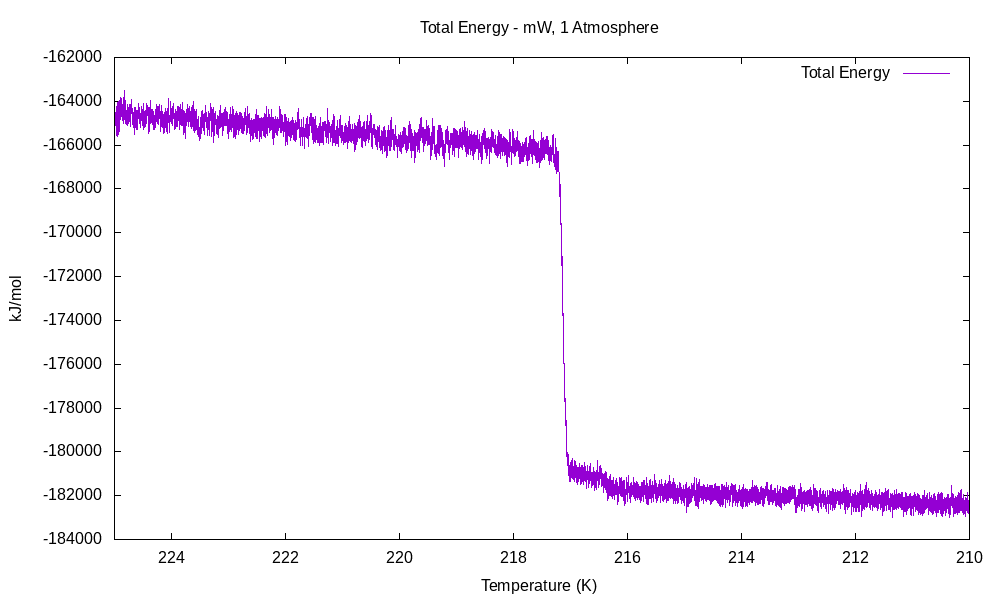 Total Energy - mW, 1 Atmosphere
Total Energy
-162000
-164000
-166000
-168000
-170000
-172000
-174000
-176000
-178000
-180000
-182000
-184000
kJ/mol
224 222 220 218 216 214 212 210
Temperature (K)